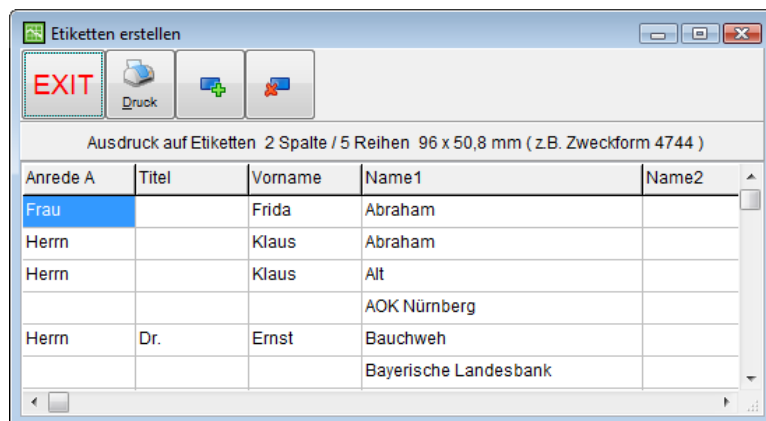 Etiketten erstellen
EXIT
Druck
Ausdruck auf Etiketten 2 Spalte / 5 Reihen 96 x 50,8 mm ( z.B. Zweckform 4744 )
Anrede A Titel Vorname Name1 Name2
Frau Frida Abraham
Herrn Klaus Abraham
Herrn Klaus Alt
AOK Nürnberg
Herrn Dr. Ernst Bauchweh
Bayerische Landesbank